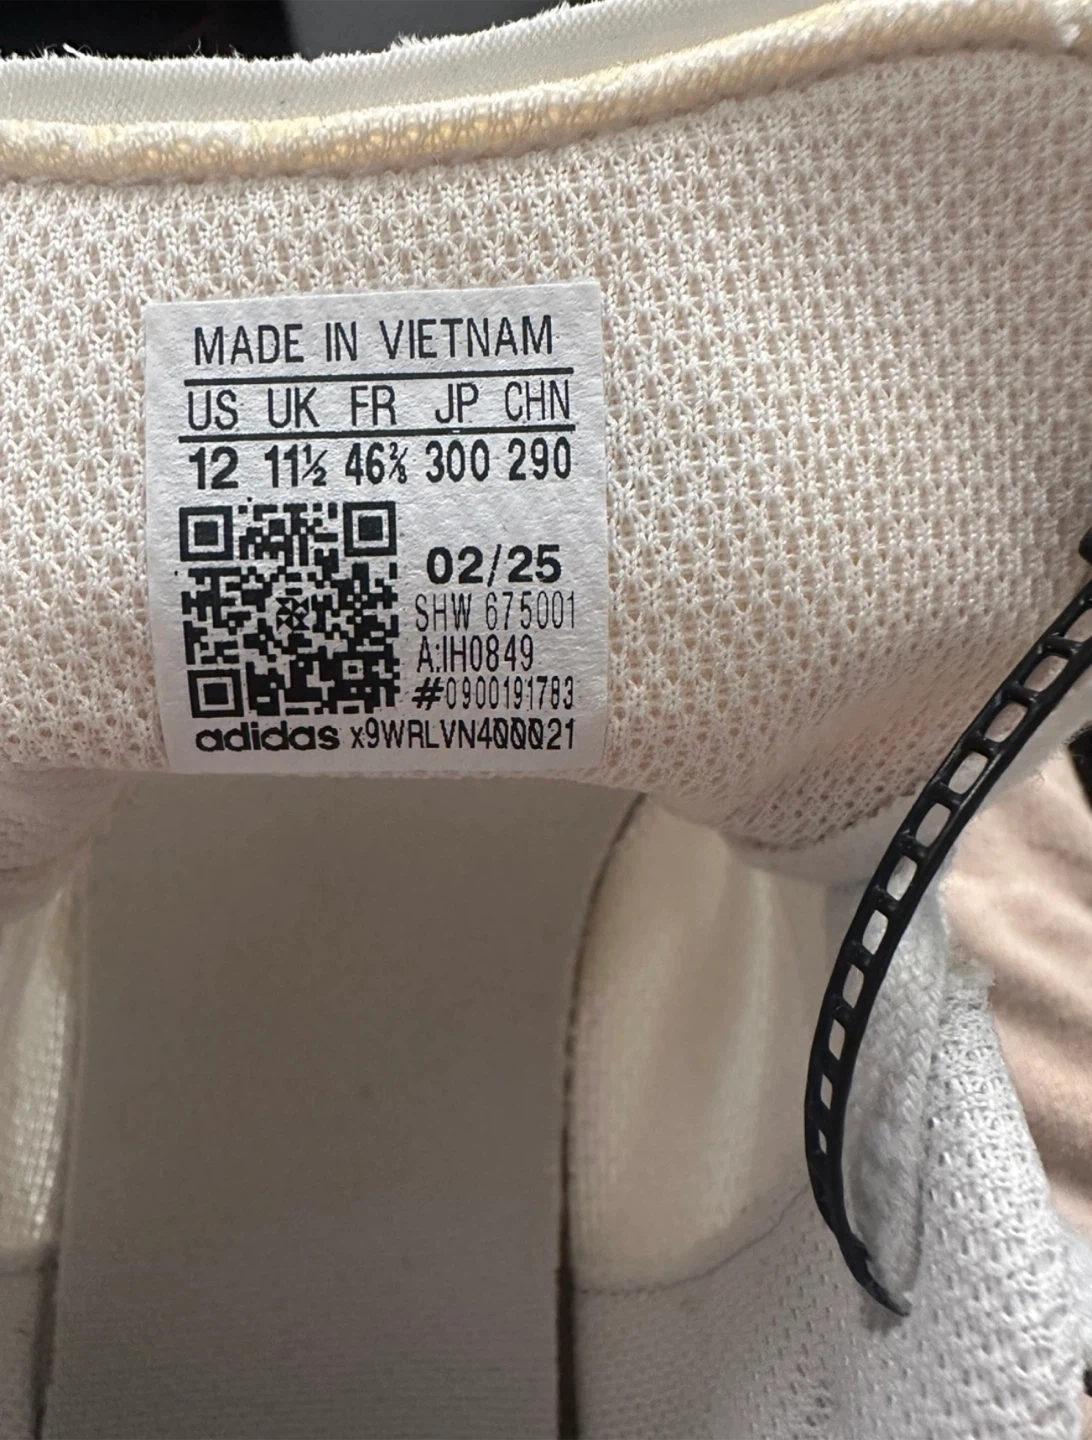 MADE IN VIETNAM
US UK FR JP CHN
12 11½ 46⅔ 300 290
02/25
SHW 675001
A:IH0849
#0900191783
adidas x9WRLVN400021